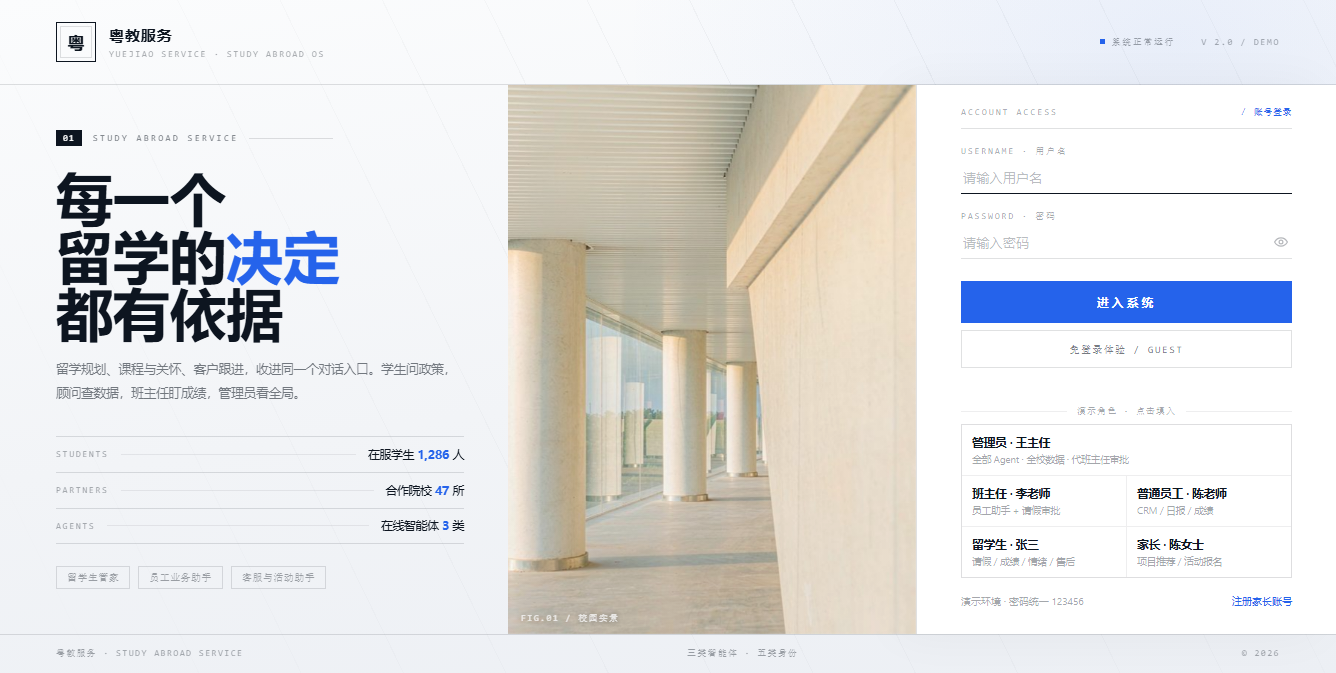 粤
粤教服务
YUEJIAO SERVICE · STUDY ABROAD OS
系统正常运行
V 2.0 / DEMO
01 STUDY ABROAD SERVICE
每一个
留学的决定
都有依据
留学规划、课程与关怀、客户跟进，收进同一个对话入口。学生问政策，
顾问查数据，班主任盯成绩，管理员看全局。
STUDENTS 在服学生 1,286 人
PARTNERS 合作院校 47 所
AGENTS 在线智能体 3 类
留学生管家 员工业务助手 客服与活动助手
FIG.01 / 校园实景
ACCOUNT ACCESS / 账号登录
USERNAME · 用户名
请输入用户名
PASSWORD · 密码
请输入密码
进入系统
免登录体验 / GUEST
演示角色 · 点击填入
管理员 · 王主任
全部 Agent · 全校数据 · 代班主任审批
班主任 · 李老师
员工助手 + 请假审批
普通员工 · 陈老师
CRM / 日报 / 成绩
留学生 · 张三
请假 / 成绩 / 情绪 / 售后
家长 · 陈女士
项目推荐 / 活动报名
演示环境 · 密码统一 123456
注册家长账号
粤教服务 · STUDY ABROAD SERVICE
三类智能体 · 五类身份
© 2026